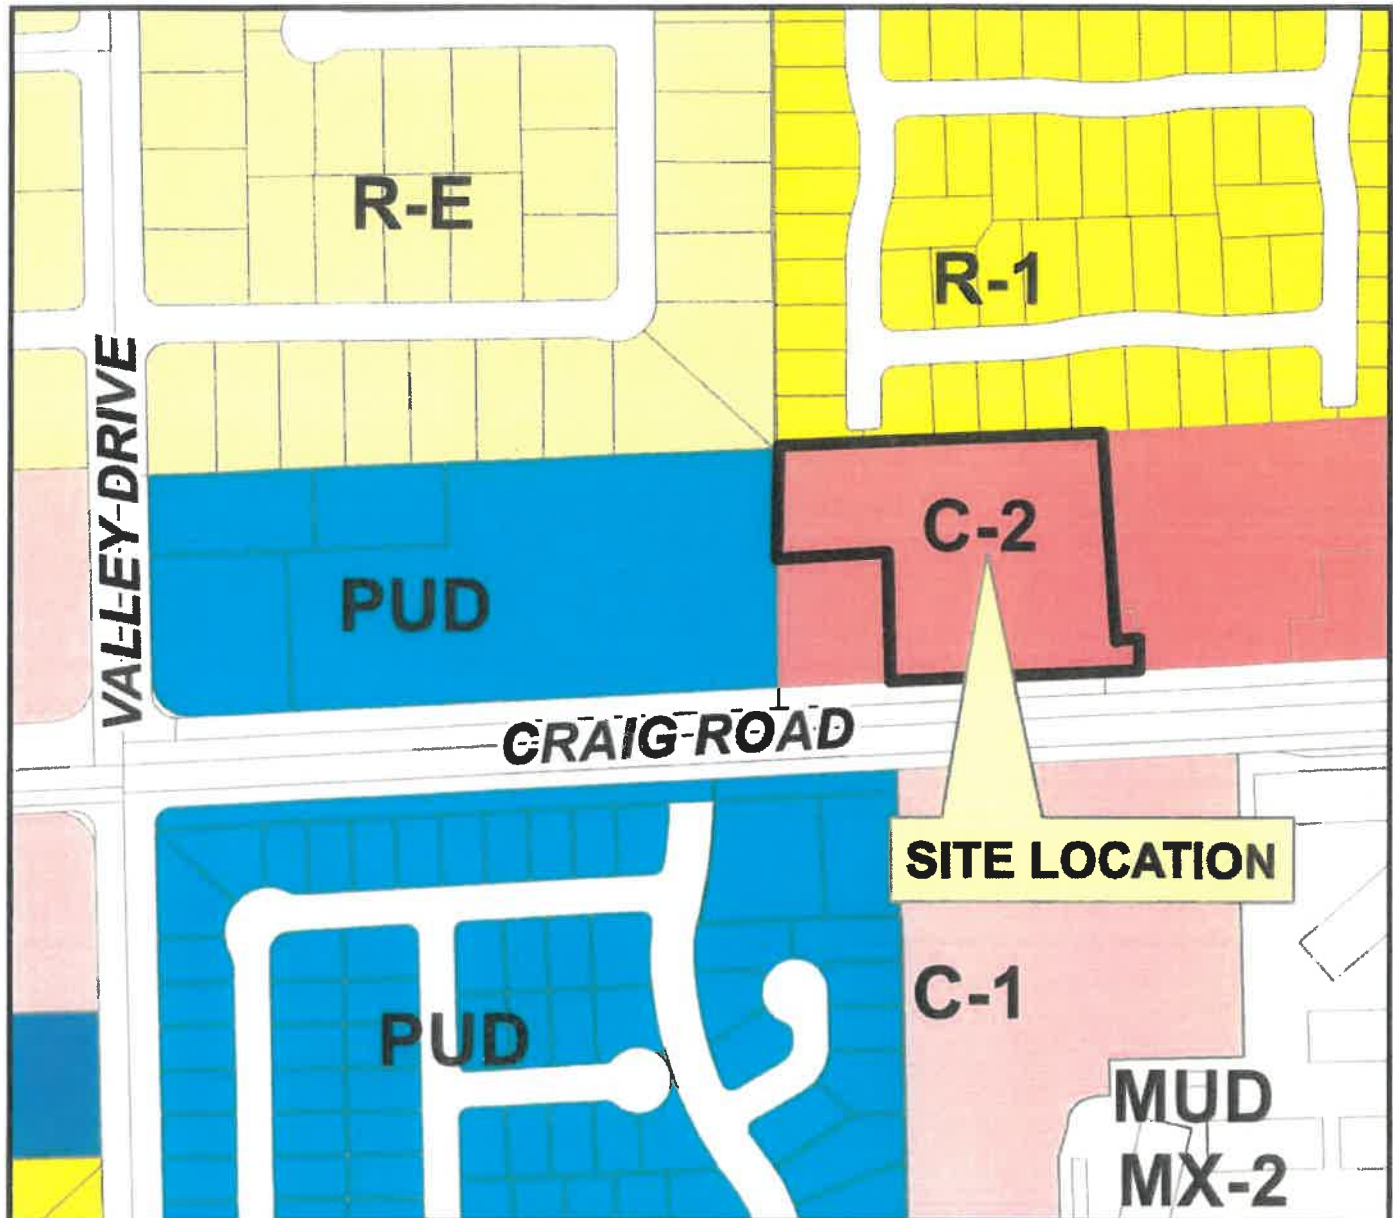 R-E
R-1
VALLEY DRIVE
C-2
PUD
CRAIG ROAD
SITE LOCATION
C-1
PUD
MUD
MX-2